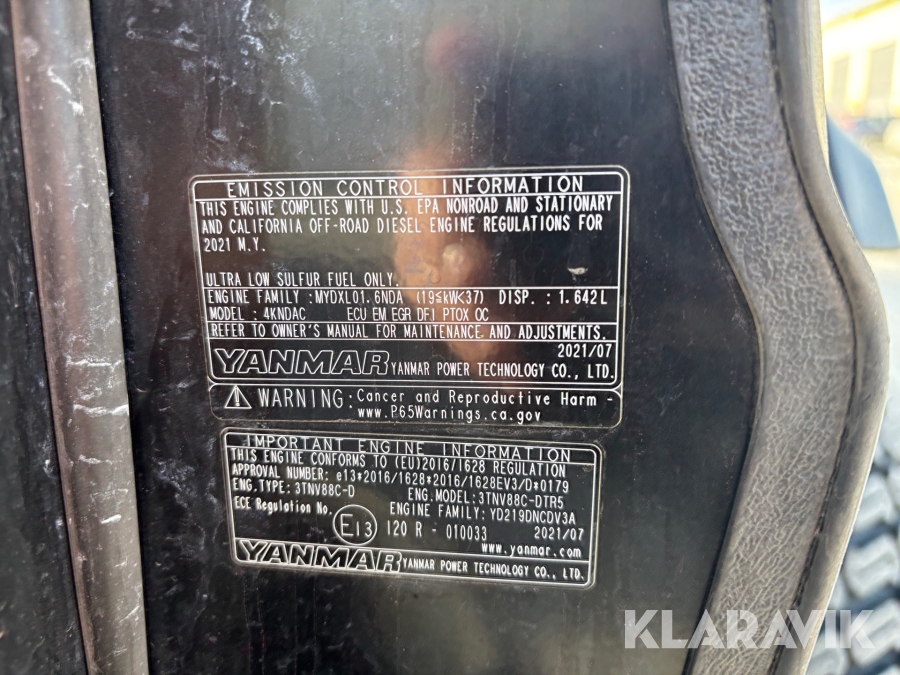 EMISSION CONTROL INFORMATION
THIS ENGINE COMPLIES WITH U.S. EPA NONROAD AND STATIONARY
AND CALIFORNIA OFF-ROAD DIESEL ENGINE REGULATIONS FOR
2021 M.Y.
ULTRA LOW SULFUR FUEL ONLY.
ENGINE FAMILY :MYDXL01.6NDA (19≤kW<37) DISP. : 1.642L
MODEL : 4KNDAC ECU EM EGR DFI PTOX OC
REFER TO OWNER'S MANUAL FOR MAINTENANCE AND ADJUSTMENTS.
2021/07
YANMAR YANMAR POWER TECHNOLOGY CO., LTD.
⚠ WARNING: Cancer and Reproductive Harm -
www.P65Warnings.ca.gov
IMPORTANT ENGINE INFORMATION
THIS ENGINE CONFORMS TO (EU)2016/1628 REGULATION
APPROVAL NUMBER: e13*2016/1628*2016/1628EV3/D*0179
ENG.TYPE: 3TNV88C-D ENG.MODEL: 3TNV88C-DTR5
ENGINE FAMILY: YD219DNCDV3A
ECE Regulation No. E13 120 R - 010033 2021/07
www.yanmar.com
YANMAR YANMAR POWER TECHNOLOGY CO., LTD.
KLARAVIK